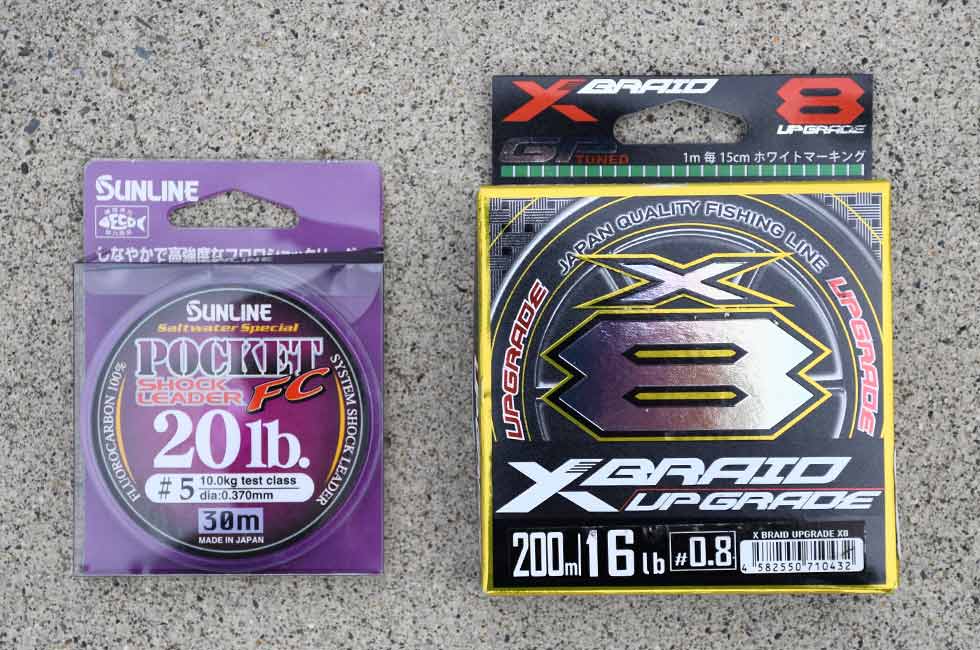 SUNLINE
しなやかで高強度なフロロショックリーダー
SUNLINE
Saltwater Special
POCKET
SHOCK
LEADER FC
20lb.
#5
10.0kg test class
dia:0.370mm
30m
MADE IN JAPAN
FLUOROCARBON 100%
SYSTEM SHOCK LEADER
X BRAID
8
UPGRADE
TUNED
1m 毎 15cm ホワイトマーキング
JAPAN QUALITY FISHING LINE
UPGRADE
UPGRADE
X
8
X BRAID
UPGRADE
200m/16lb
#0.8
X BRAID UPGRADE X8
4 582550 710432